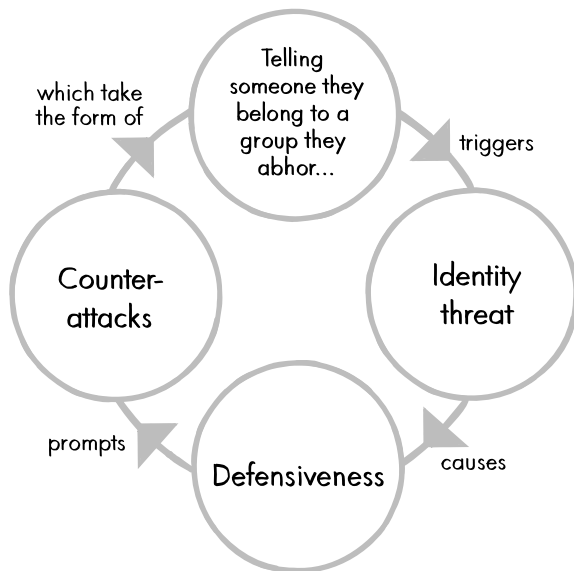 Telling
someone they
belong to a
group they
abhor...
triggers
Identity
threat
causes
Defensiveness
prompts
Counter-
attacks
which take
the form of